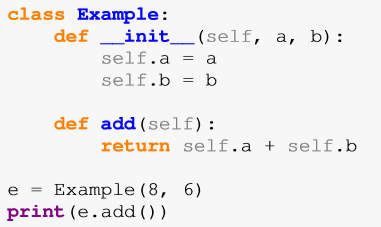 class Example:
    def __init__(self, a, b):
        self.a = a
        self.b = b

    def add(self):
        return self.a + self.b

e = Example(8, 6)
print(e.add())